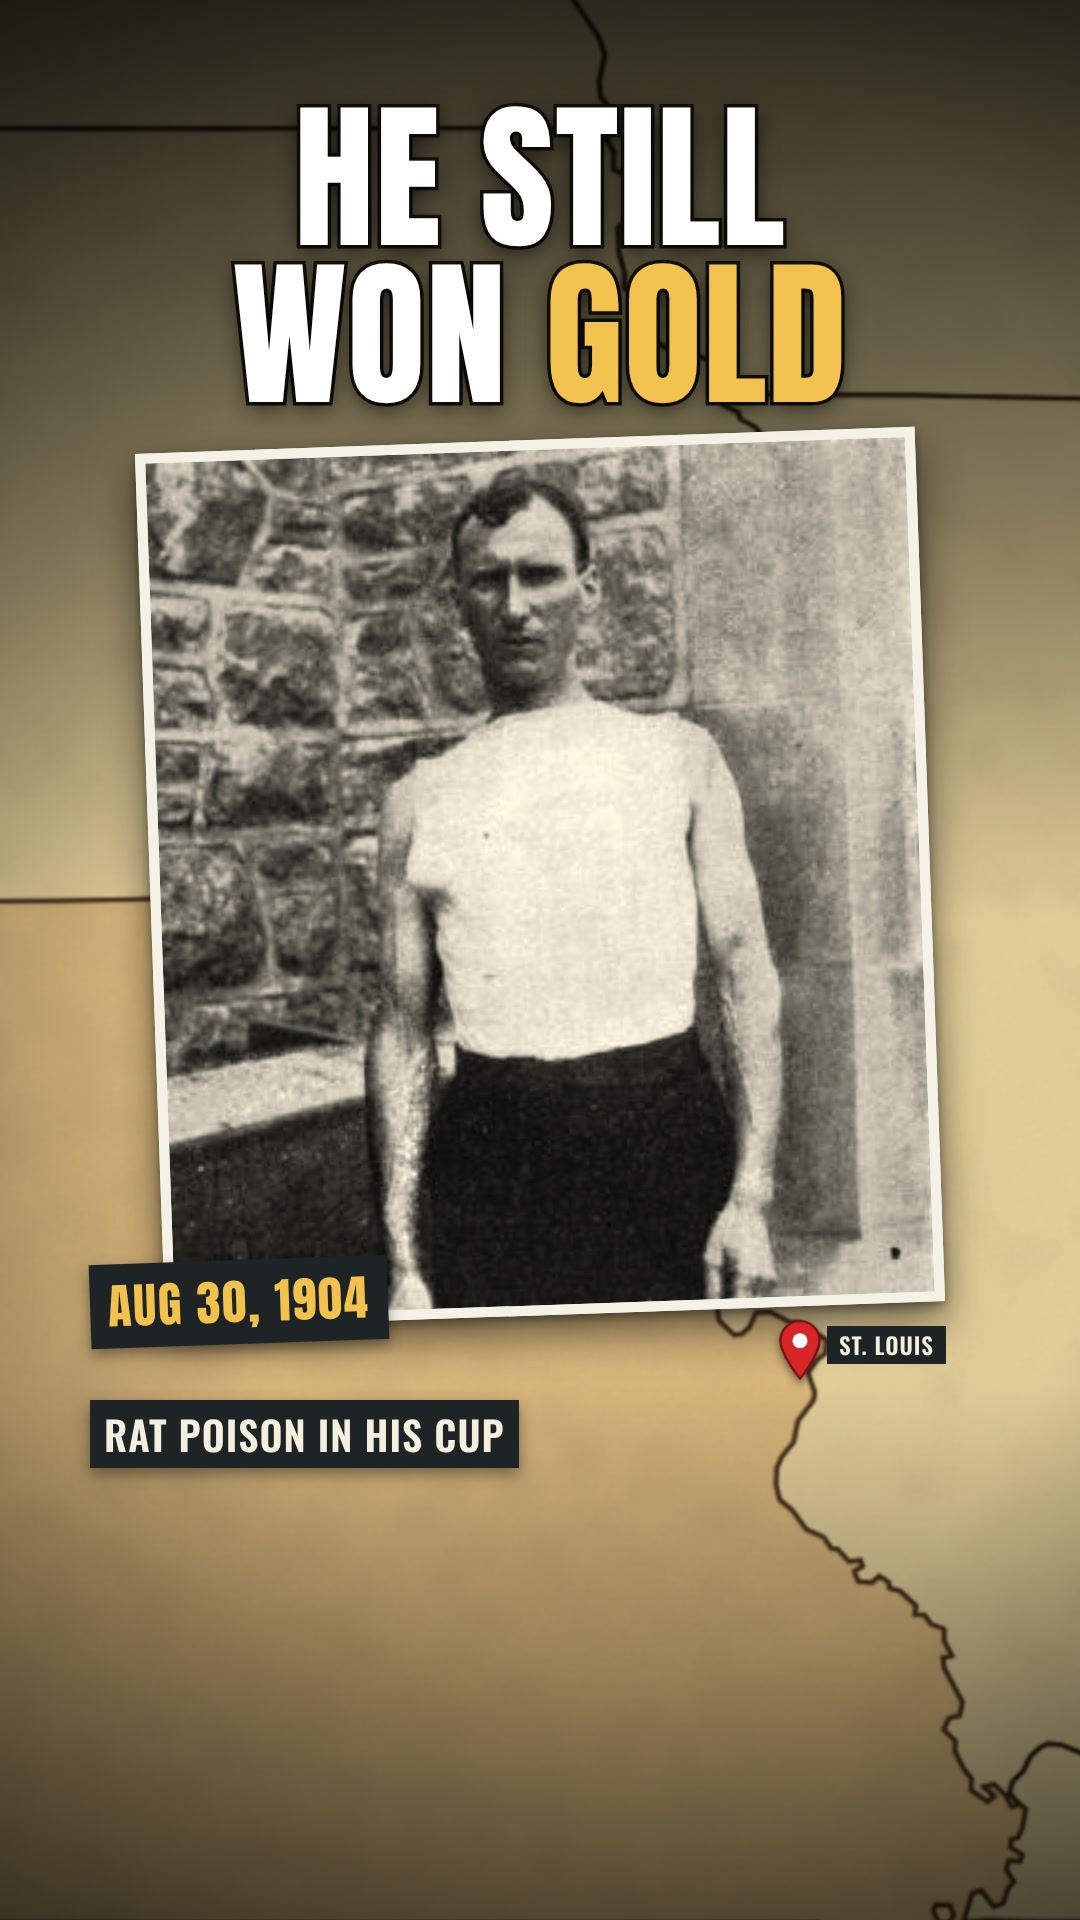 HE STILL
WON GOLD
AUG 30, 1904
ST. LOUIS
RAT POISON IN HIS CUP